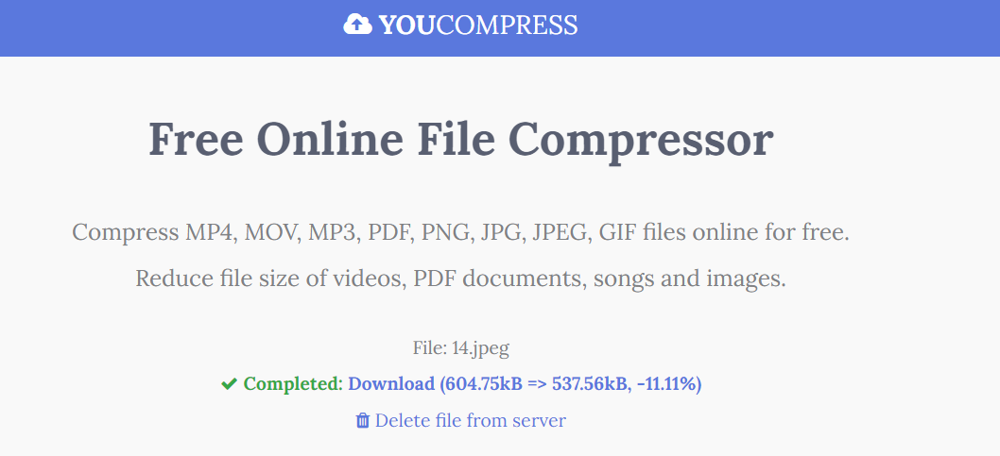 YOUCOMPRESS
Free Online File Compressor
Compress MP4, MOV, MP3, PDF, PNG, JPG, JPEG, GIF files online for free.
Reduce file size of videos, PDF documents, songs and images.
File: 14.jpeg
Completed: Download (604.75kB => 537.56kB, -11.11%)
Delete file from server